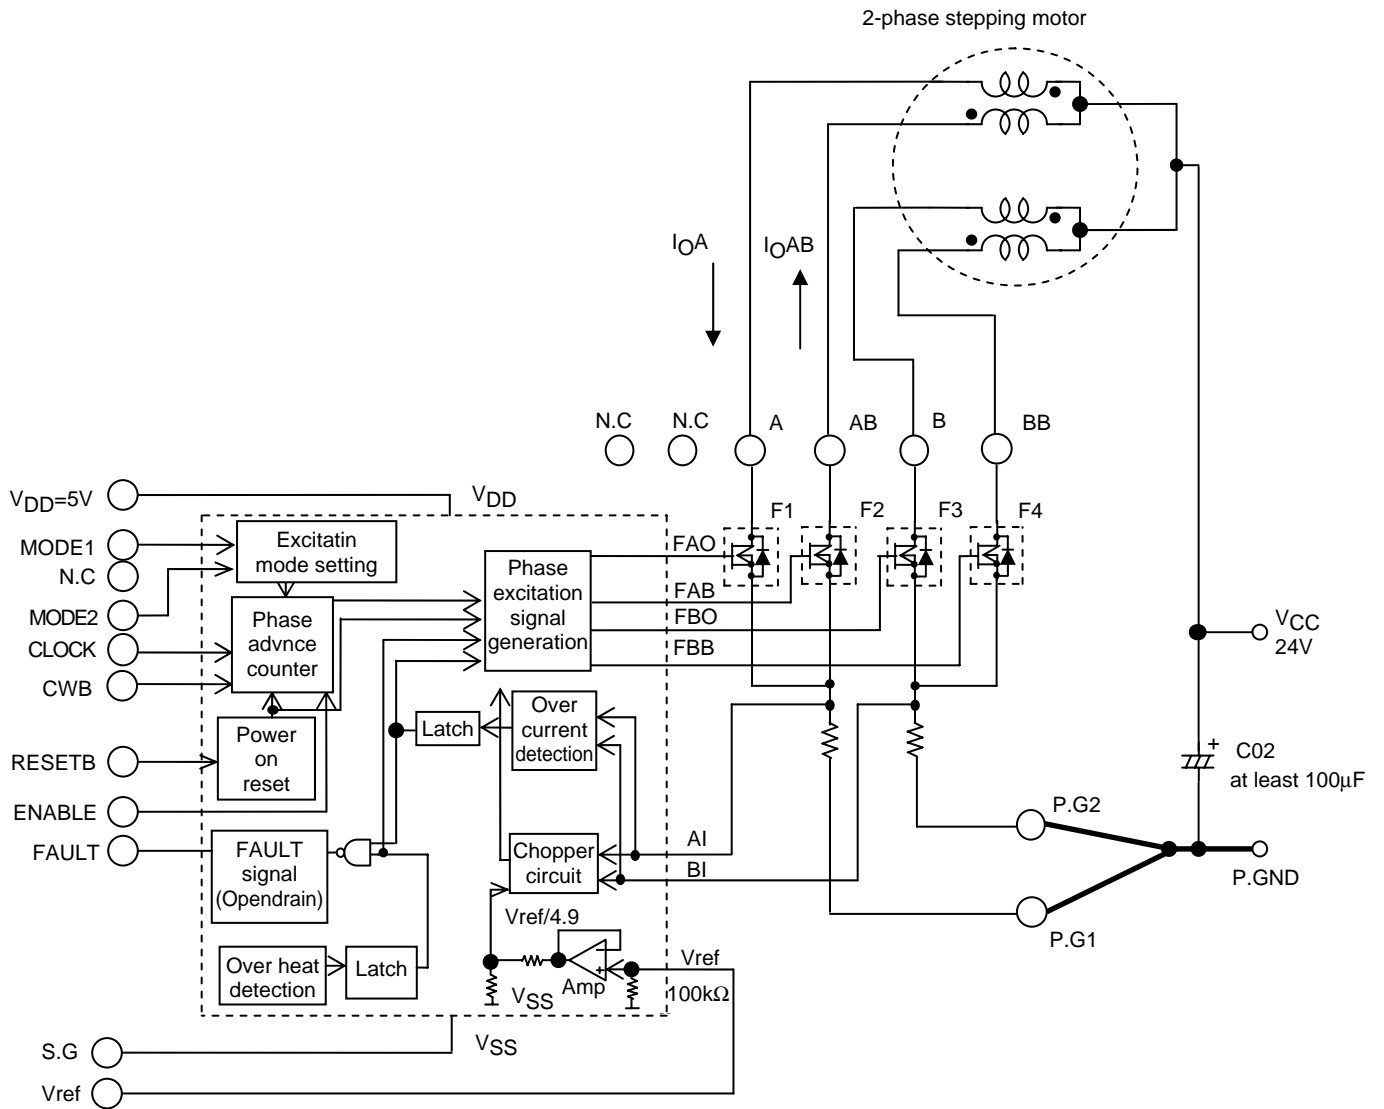 2-phase stepping motor
IOA
IOAB
N.C
N.C
A
AB
B
BB
VDD=5V
VDD
F1
F2
F3
F4
MODE1
Excitatin
mode setting
N.C
MODE2
Phase
advnce
counter
CLOCK
CWB
Phase
excitation
signal
generation
FAO
FAB
FBO
FBB
VCC
24V
RESETB
Power
on
reset
Latch
Over
current
detection
ENABLE
FAULT
FAULT
signal
(Opendrain)
Chopper
circuit
AI
BI
+
C02
at least 100μF
P.G2
P.GND
P.G1
Vref/4.9
Over heat
detection
Latch
VSS
Amp
−
+
Vref
100kΩ
S.G
VSS
Vref